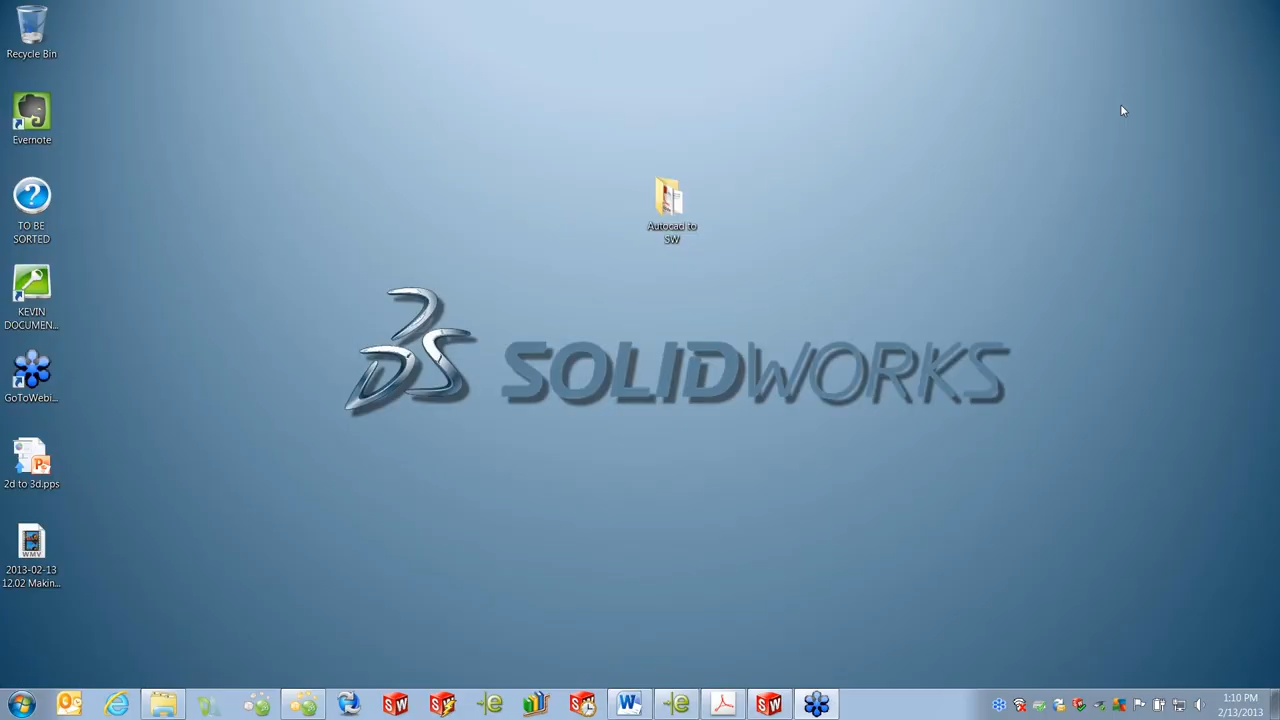 Recycle Bin
Evernote
TO BE
SORTED
KEVIN
DOCUMEN...
GoToWebi...
2d to 3d.pps
WMV
2013-02-13
12.02 Makin...
Autocad to
SW
SOLIDWORKS
1:10 PM
2/13/2013